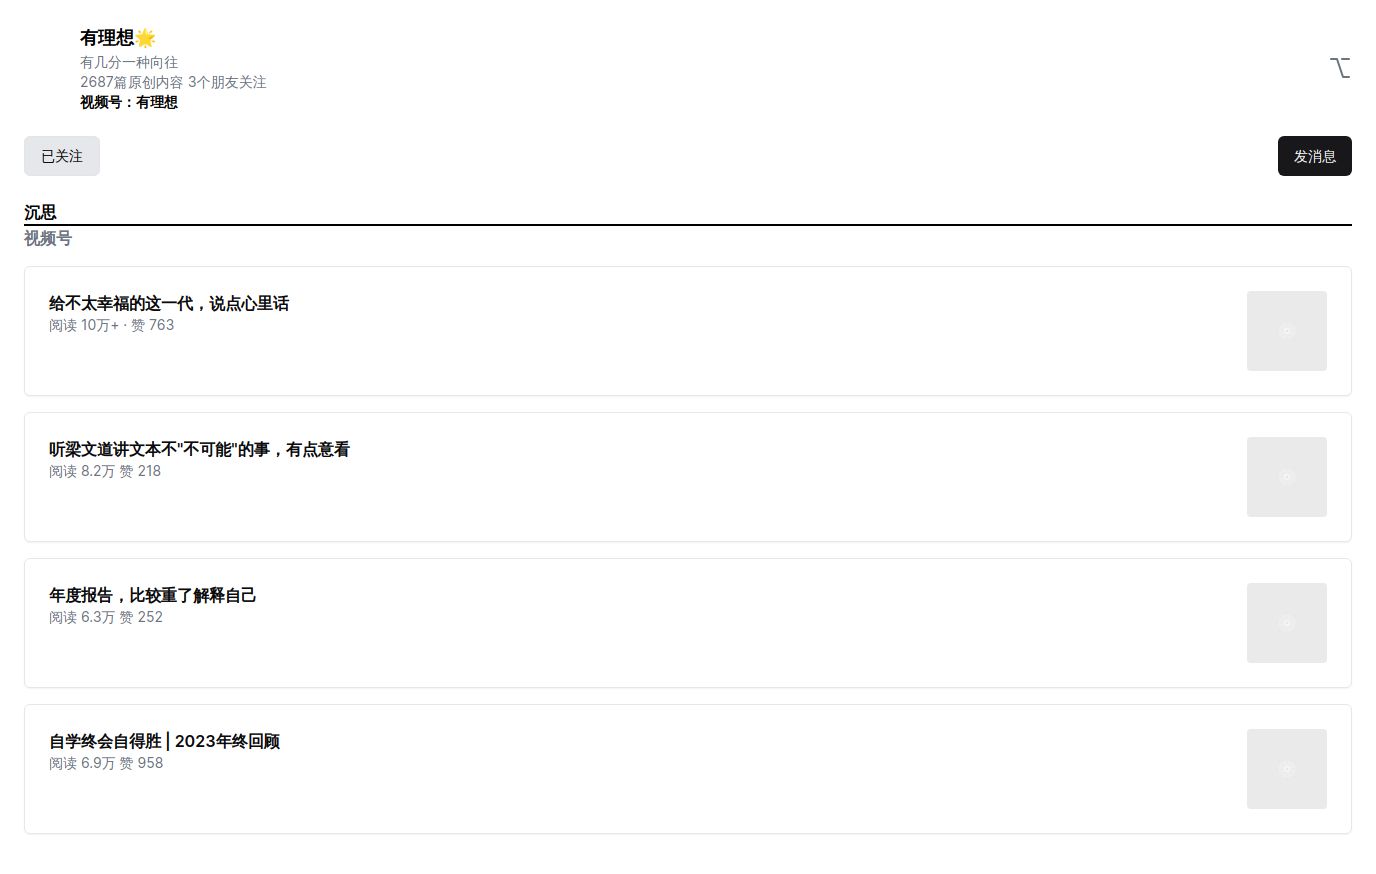 有理想🌟
有几分一种向往
2687篇原创内容 3个朋友关注
视频号：有理想
已关注
发消息
沉思
视频号
给不太幸福的这一代，说点心里话
阅读 10万+ · 赞 763
听梁文道讲文本不"不可能"的事，有点意看
阅读 8.2万 赞 218
年度报告，比较重了解释自己
阅读 6.3万 赞 252
自学终会自得胜 | 2023年终回顾
阅读 6.9万 赞 958